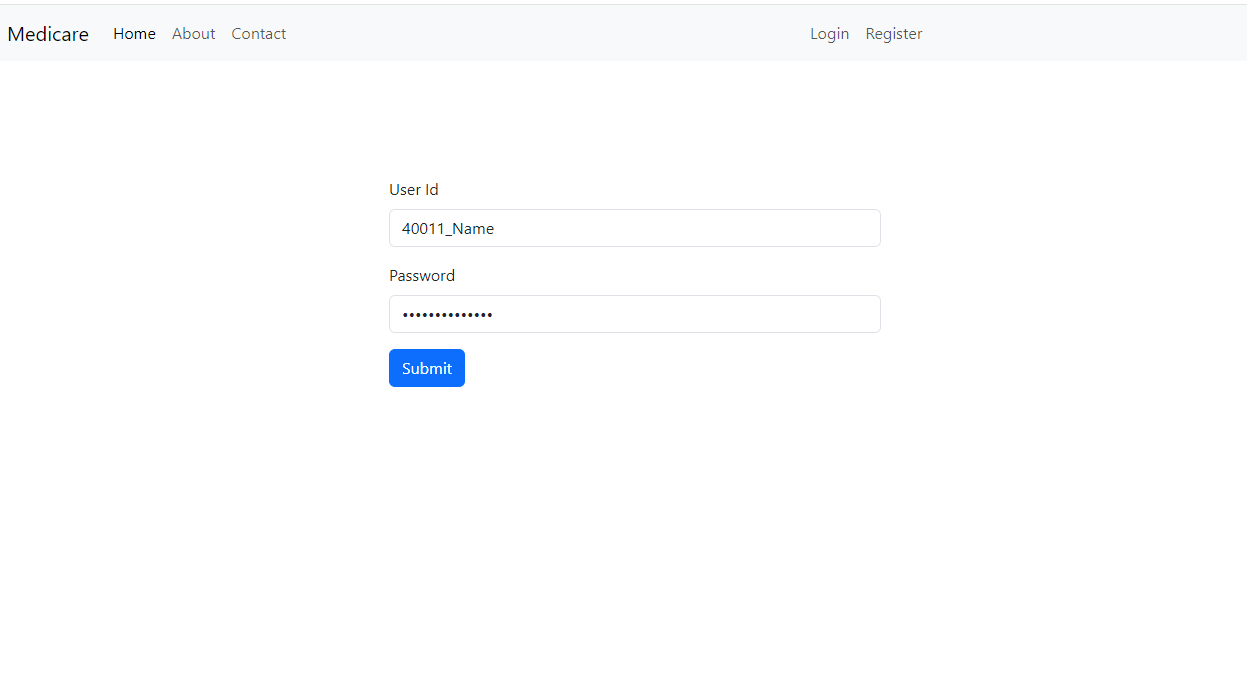 Medicare Home About Contact Login Register
User Id
40011_Name
Password
••••••••••••••
Submit